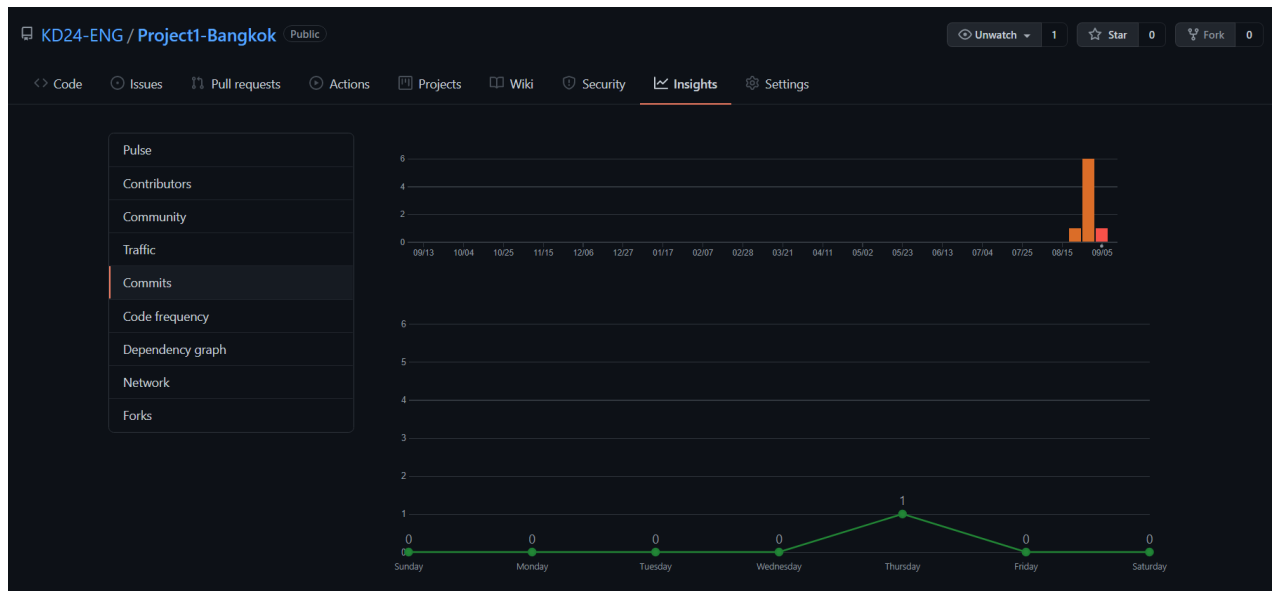 KD24-ENG / Project1-Bangkok Public
Unwatch 1 Star 0 Fork 0
Code Issues Pull requests Actions Projects Wiki Security Insights Settings
Pulse
Contributors
Community
Traffic
Commits
Code frequency
Dependency graph
Network
Forks
6
4
2
0
09/13 10/04 10/25 11/15 12/06 12/27 01/17 02/07 02/28 03/21 04/11 05/02 05/23 06/13 07/04 07/25 08/15 09/05
6
5
4
3
2
1
0
0 0 0 0 1 0 0
Sunday Monday Tuesday Wednesday Thursday Friday Saturday